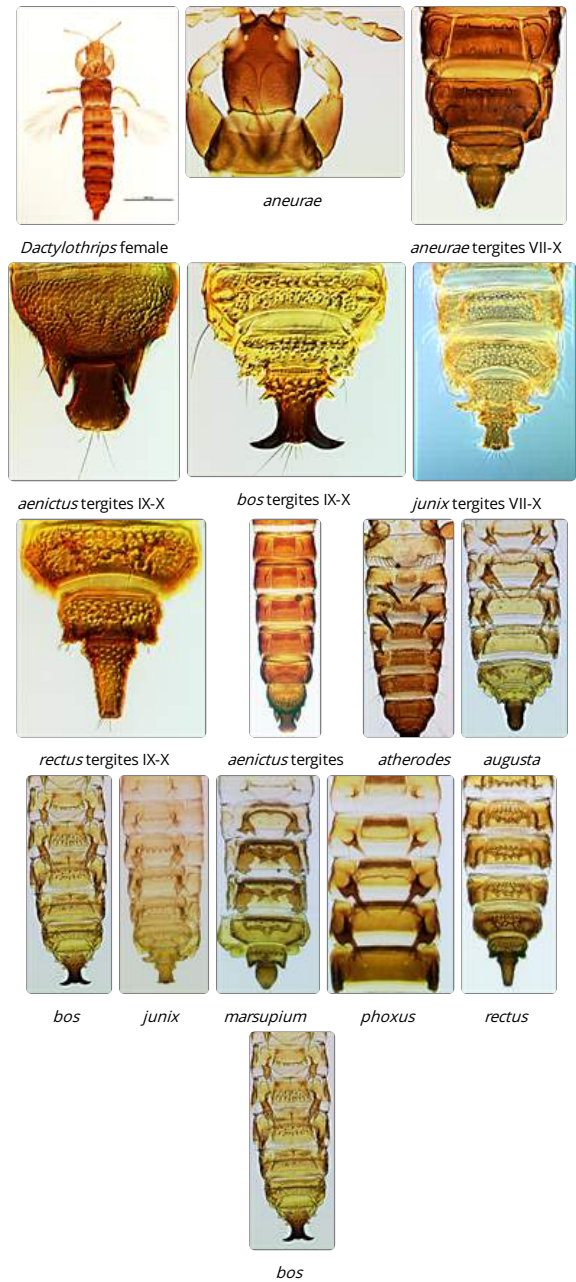 aneurae
Dactylothrips female
aneurae tergites VII-X
aenictus tergites IX-X
bos tergites IX-X
junix tergites VII-X
rectus tergites IX-X
aenictus tergites
atherodes
augusta
bos
junix
marsupium
phoxus
rectus
bos